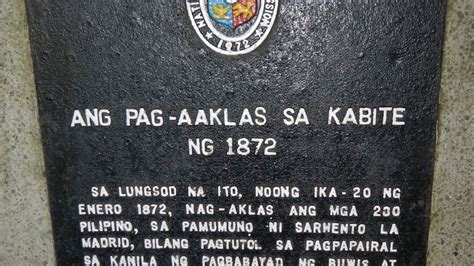 1972
ANG PAG-AAKLAS SA KABITE
NG 1872
SA LUNGSOD NA ITO, NOONG IKA-20 NG
ENERO 1872, NAG-AKLAS ANG MGA 200
PILIPINO, SA PAMUMUNO NI SARHENTO LA
MADRID, BILANG PAGTUTOL SA PAGPAPAIRAL
SA KANILA NG PAGBABAYAD NG BUWIS AT